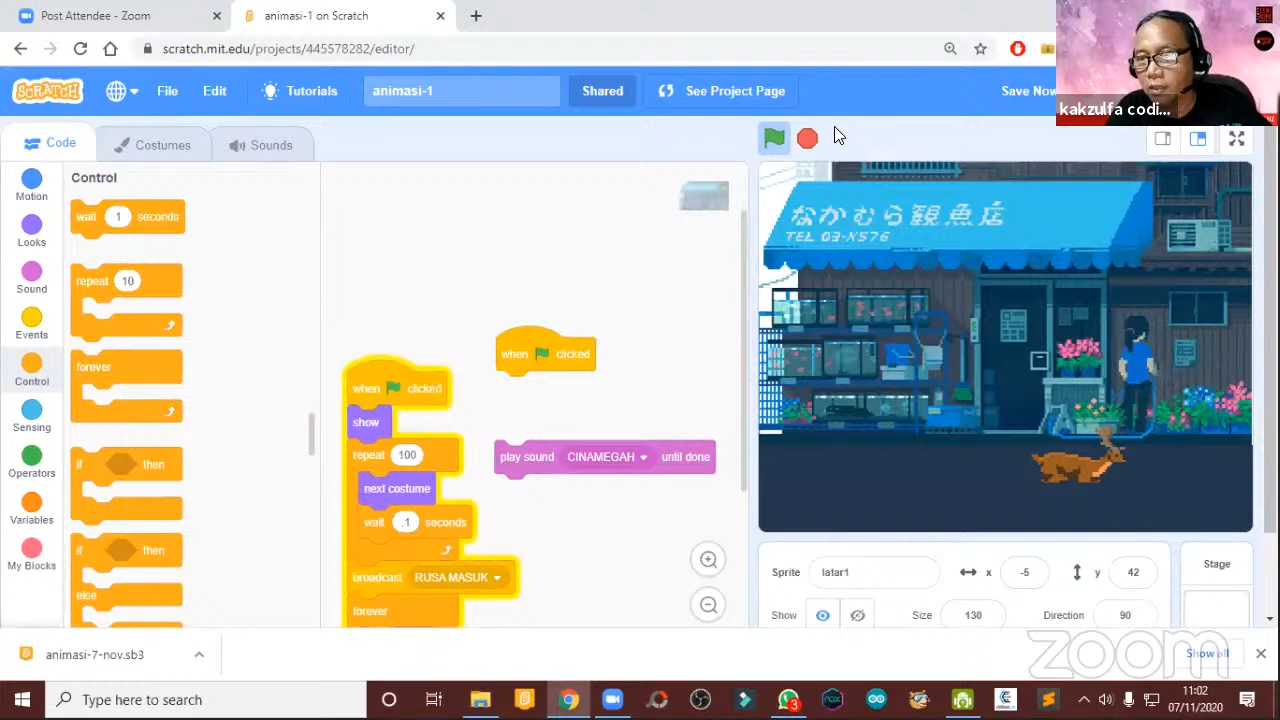 Post Attendee - Zoom
animasi-1 on Scratch
scratch.mit.edu/projects/445578282/editor/
kakzulfa codi...
SCRATCH
File
Edit
Tutorials
animasi-1
Shared
See Project Page
Save Now
Code
Costumes
Sounds
Motion
Looks
Sound
Events
Control
Sensing
Operators
Variables
My Blocks
Control
wait 1 seconds
repeat 10
forever
if then
if then
else
when clicked
show
repeat 100
next costume
wait .1 seconds
broadcast RUSA MASUK
forever
when clicked
play sound CINAMEGAH until done
なかむら観魚店
TEL 03-X576
Sprite latar1 x -5 y 42
Show Size 130 Direction 90
Stage
zoom
animasi-7-nov.sb3
Show all
Type here to search
3
11:02
07/11/2020